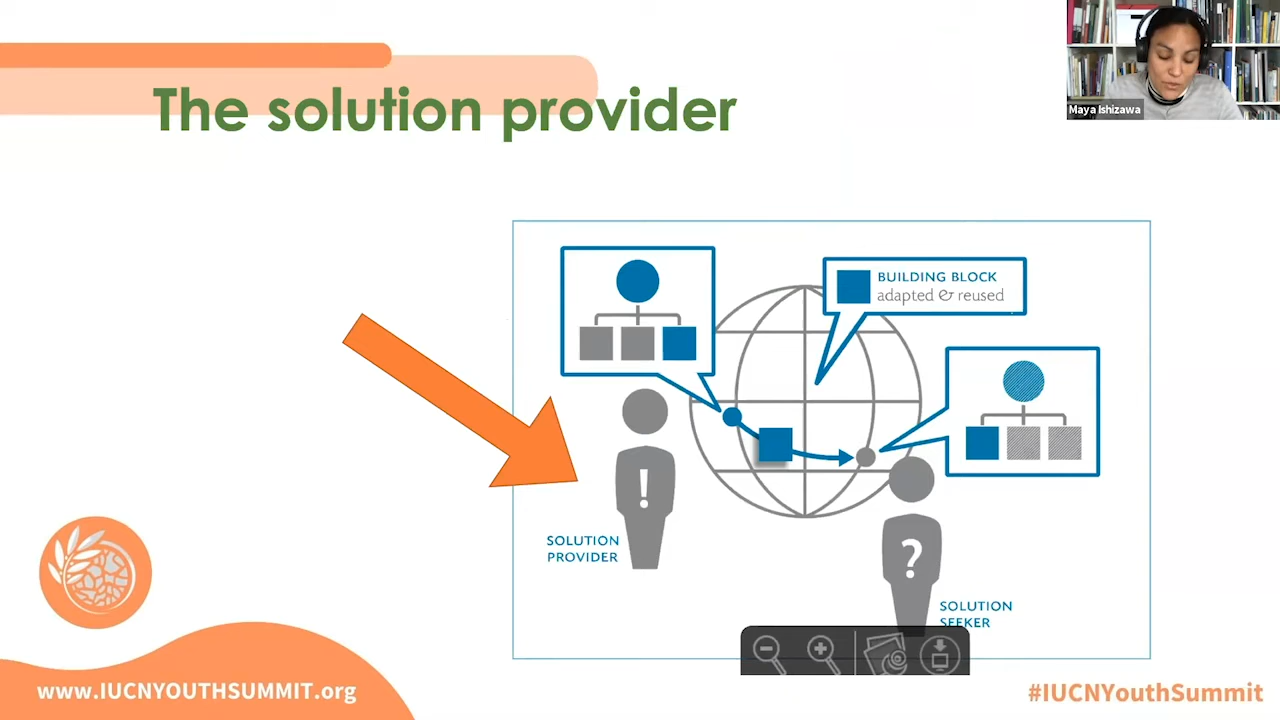 The solution provider
Maya Ishizawa
BUILDING BLOCK
adapted & reused
!
SOLUTION
PROVIDER
?
SOLUTION
SEEKER
www.IUCNYOUTHSUMMIT.org
#IUCNYouthSummit